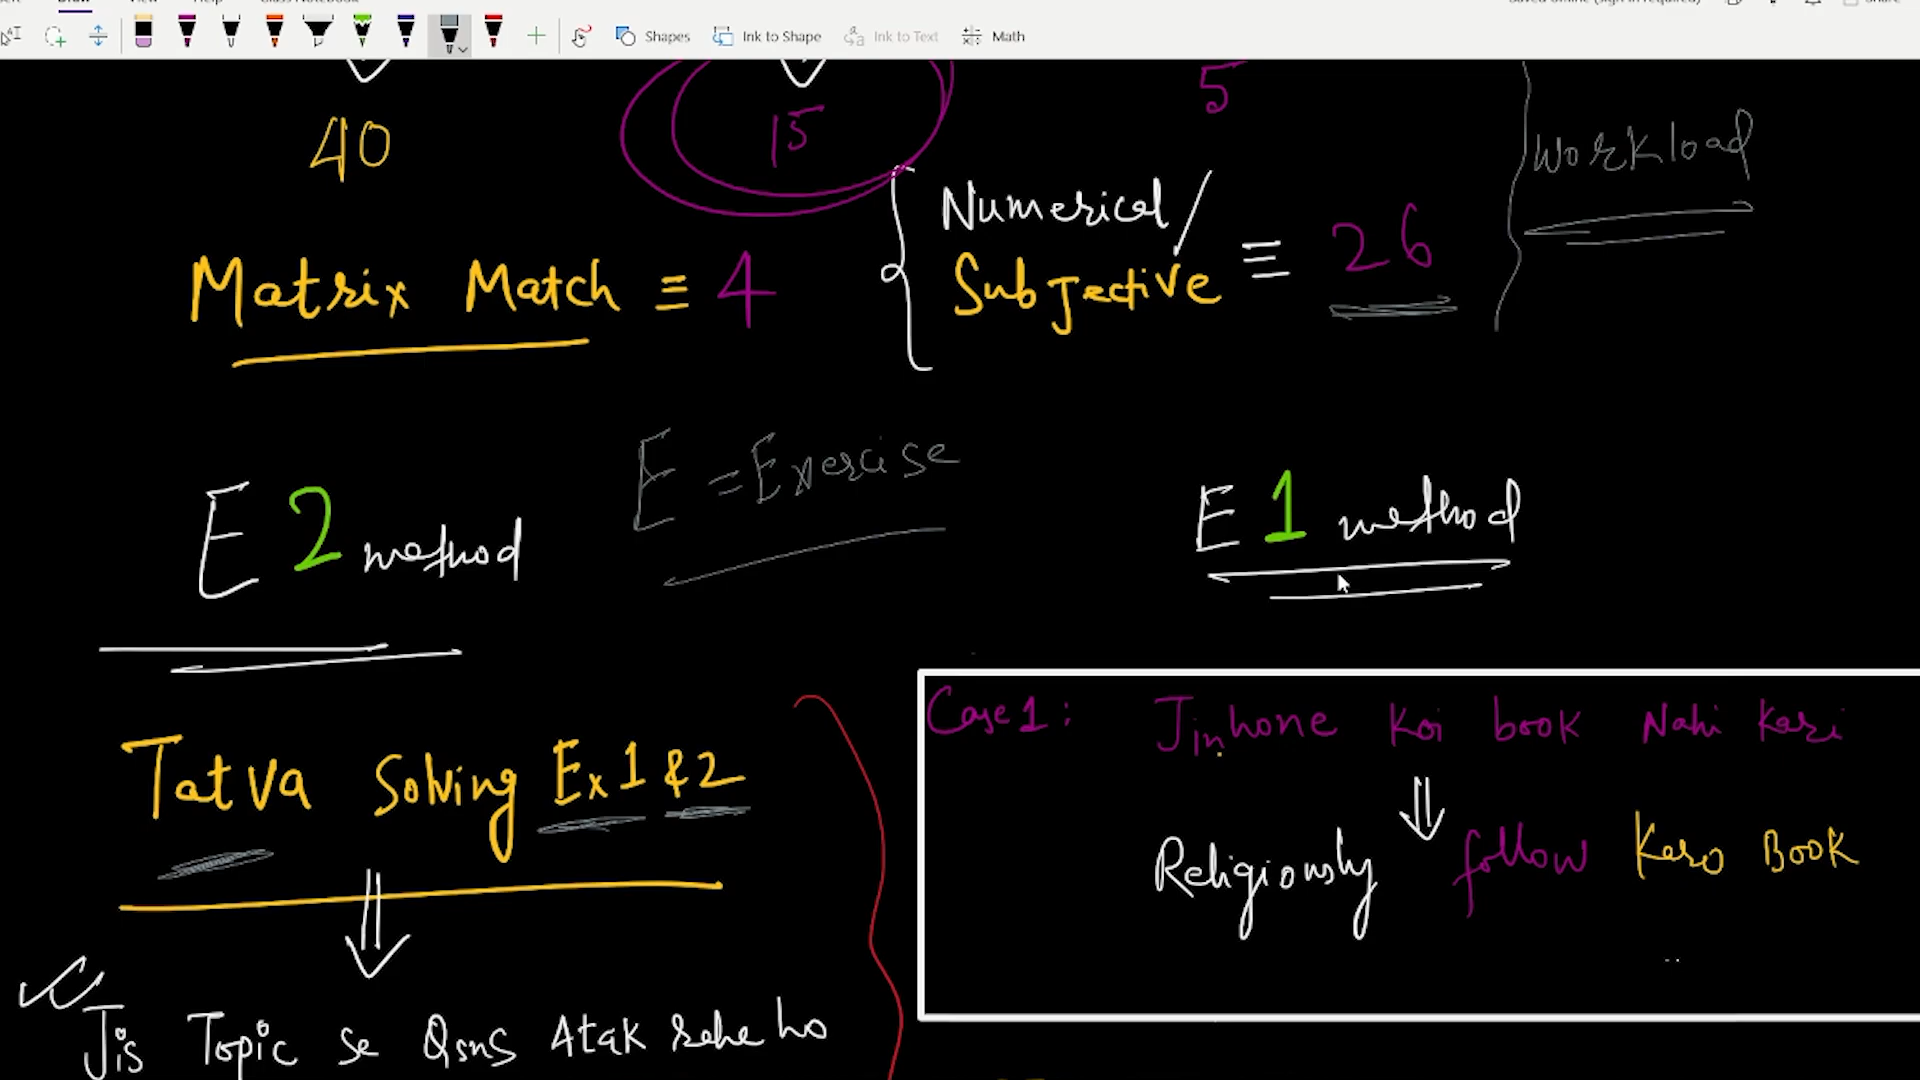 Shapes Ink to Shape Ink to Text Math
40 15 5
workload
Numerical/
Subjective ≡ 26
Matrix Match ≡ 4
E = Exercise
E 2 method
E 1 method
Case 1: Jinhone Koi book Nahi Kari
Tatva Solving Ex 1 & 2
⇓
Religiously follow Karo Book
⇓
Jis Topic se Qsns Atak rahe ho